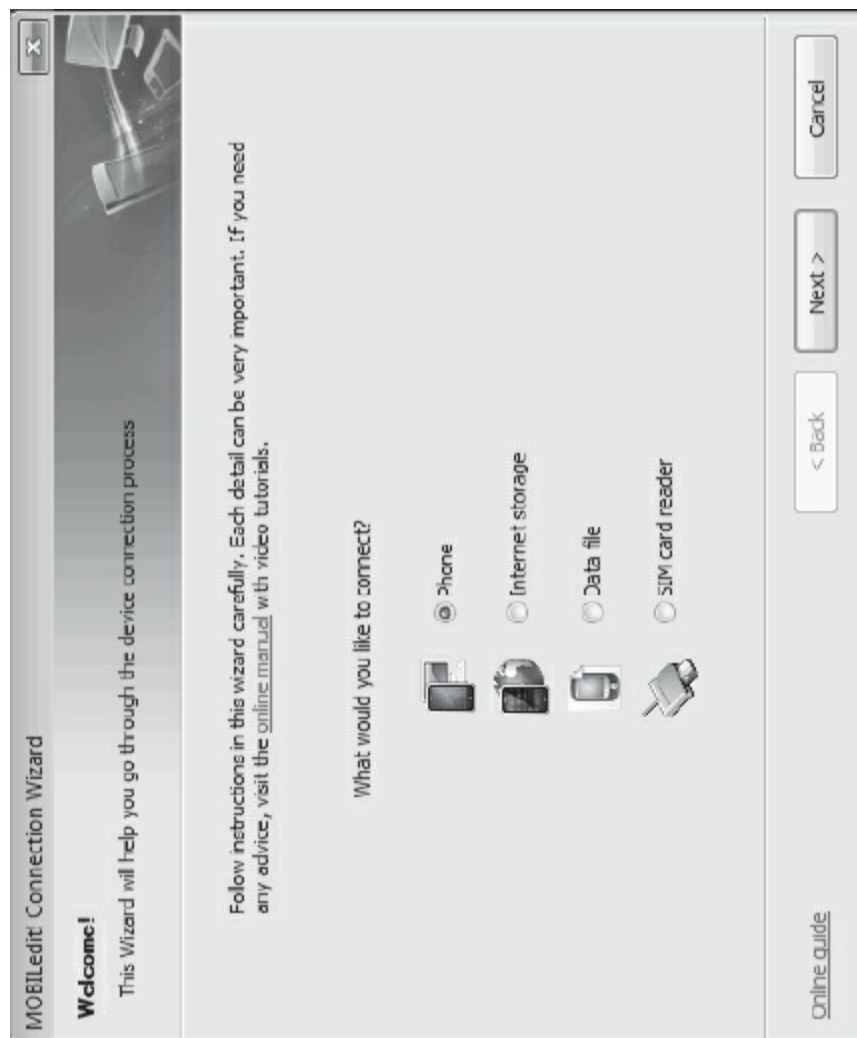 MOBILedit! Connection Wizard
x
Welcome!
This Wizard will help you go through the device connection process
Folow instructions in this wizard carefully. Each detail can be very important. If you need
any advice, visit the online manual with video tutorials.
What would you like to connect?
Phone
Internet storage
Data file
SIM card reader
Online guide
< Back
Next >
Cancel